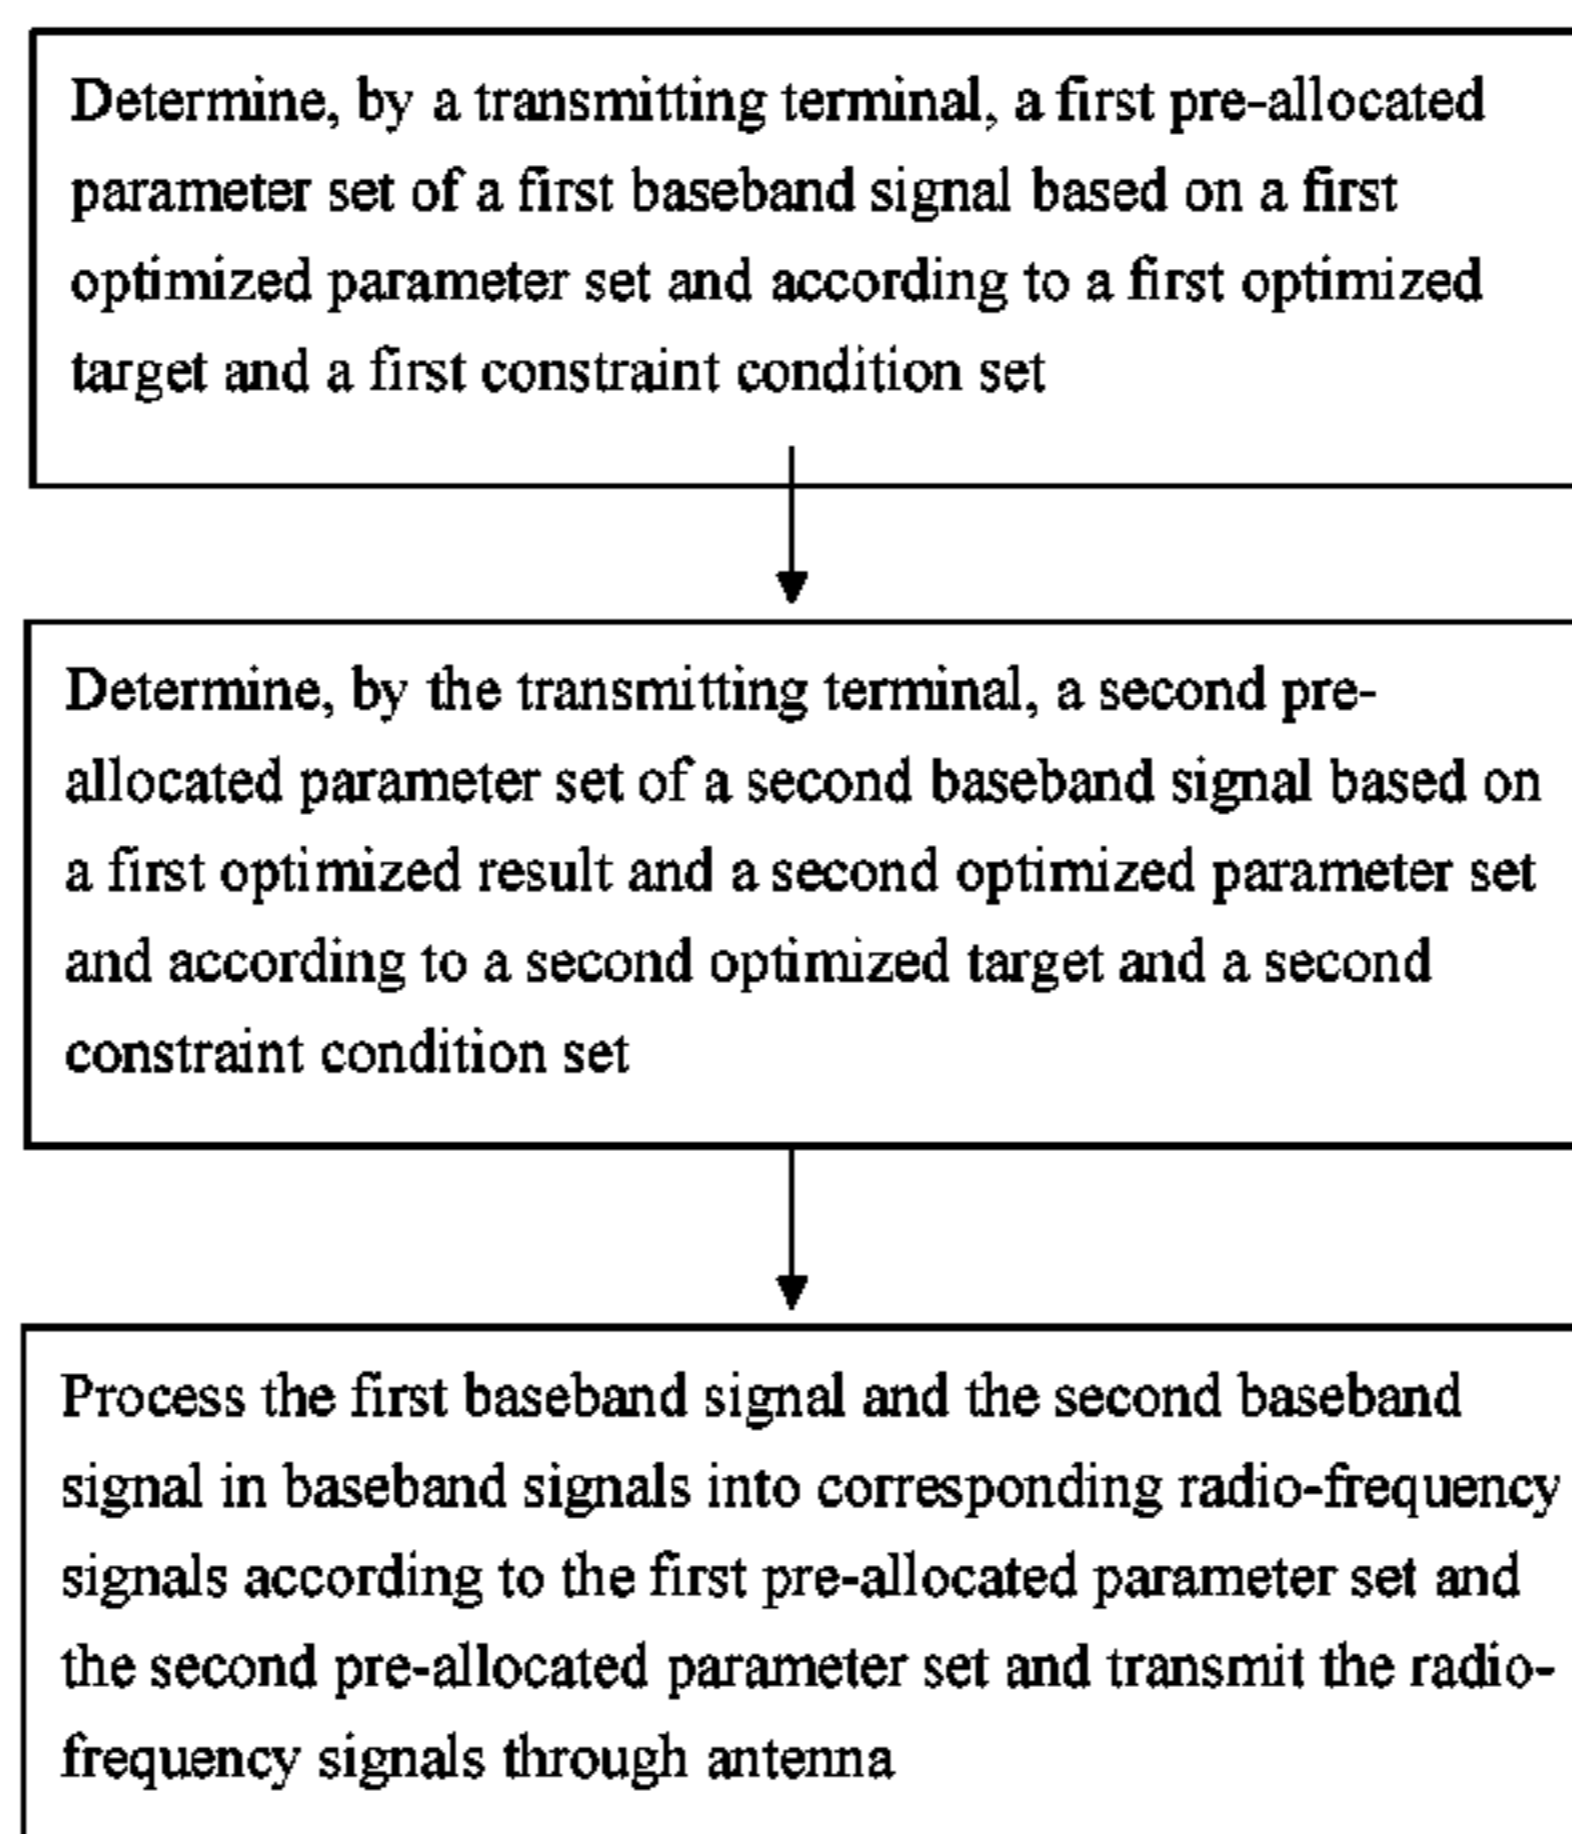 Determine, by a transmitting terminal, a first pre-allocated
parameter set of a first baseband signal based on a first
optimized parameter set and according to a first optimized
target and a first constraint condition set
Determine, by the transmitting terminal, a second pre-
allocated parameter set of a second baseband signal based on
a first optimized result and a second optimized parameter set
and according to a second optimized target and a second
constraint condition set
Process the first baseband signal and the second baseband
signal in baseband signals into corresponding radio-frequency
signals according to the first pre-allocated parameter set and
the second pre-allocated parameter set and transmit the radio-
frequency signals through antenna